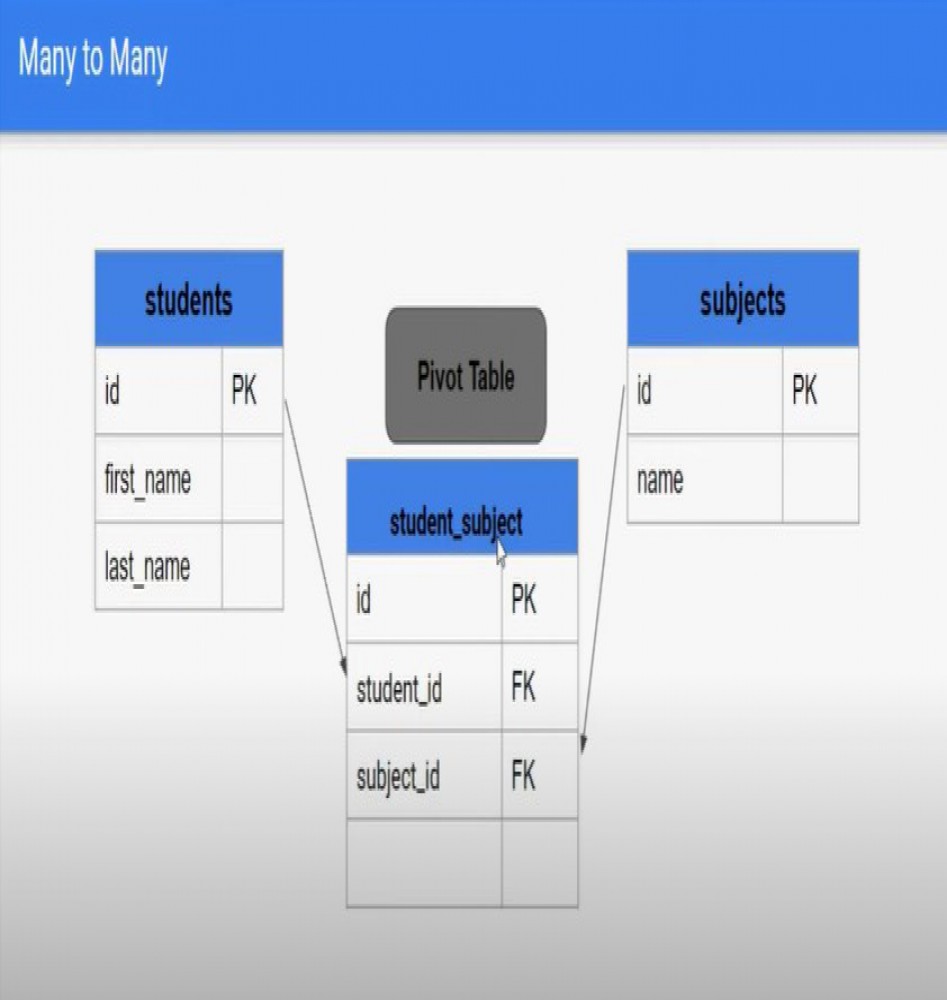 Many to Many
students
id PK
first_name
last_name
Pivot Table
student_subject
id PK
student_id FK
subject_id FK
subjects
id PK
name